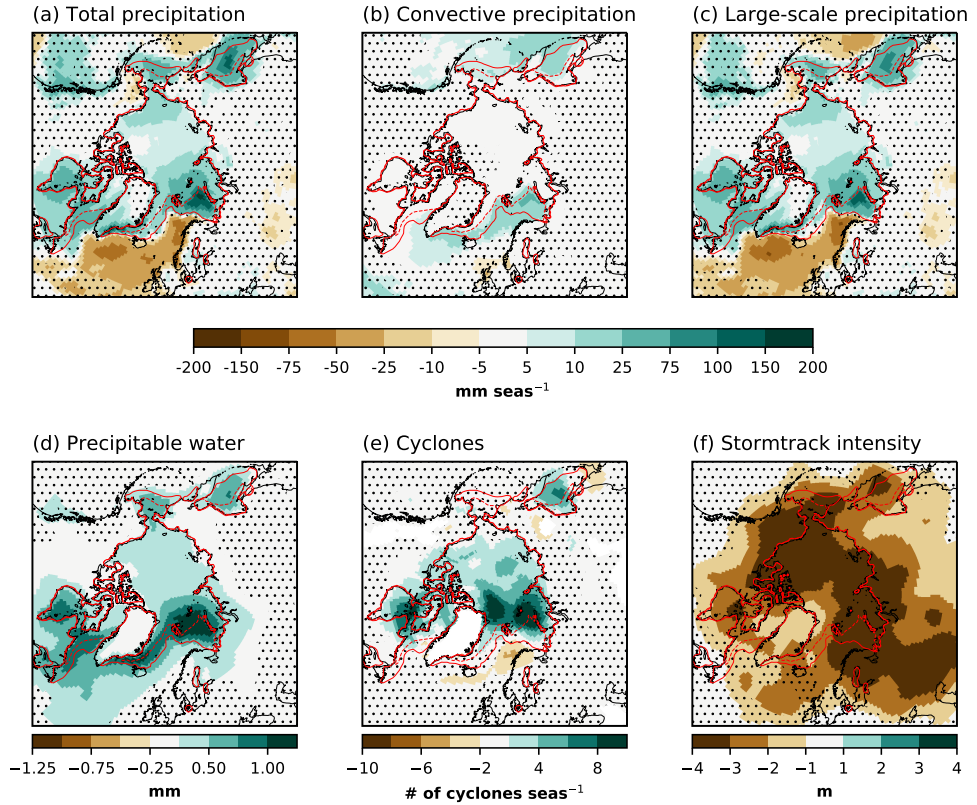 (a) Total precipitation
(b) Convective precipitation
(c) Large-scale precipitation
-200 -150 -75 -50 -25 -10 -5 5 10 25 75 100 150 200
mm seas⁻¹
(d) Precipitable water
(e) Cyclones
(f) Stormtrack intensity
−1.25 −0.75 −0.25 0.50 1.00
mm
−10 −6 −2 4 8
# of cyclones seas⁻¹
−4 −3 −2 −1 1 2 3 4
m